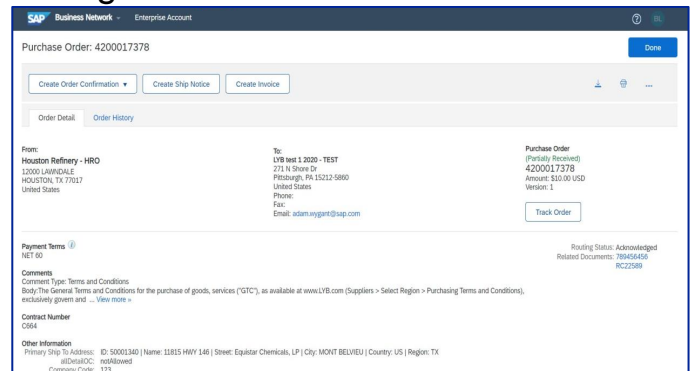 SAP Business Network Enterprise Account
BL
Purchase Order: 4200017378
Done
Create Order Confirmation
Create Ship Notice
Create Invoice
...
Order Detail
Order History
From:
Houston Refinery - HRO
12000 LAWNDALE
HOUSTON, TX 77017
United States
To:
LYB test 1 2020 - TEST
271 N Shore Dr
Pittsburgh, PA 15212-5860
United States
Phone:
Fax:
Email: adam.wygant@sap.com
Purchase Order
(Partially Received)
4200017378
Amount: $10.00 USD
Version: 1
Track Order
Payment Terms
NET 60
Routing Status: Acknowledged
Related Documents: 789456456
RC22589
Comments
Comment Type: Terms and Conditions
Body:The General Terms and Conditions for the purchase of goods, services ("GTC"), as available at www.LYB.com (Suppliers > Select Region > Purchasing Terms and Conditions),
exclusively govern and ... View more »
Contract Number
C664
Other Information
Primary Ship To Address: ID: 50001340 | Name: 11815 HWY 146 | Street: Equistar Chemicals, LP | City: MONT BELVIEU | Country: US | Region: TX
allDetailOC: notAllowed
Company Code: 123